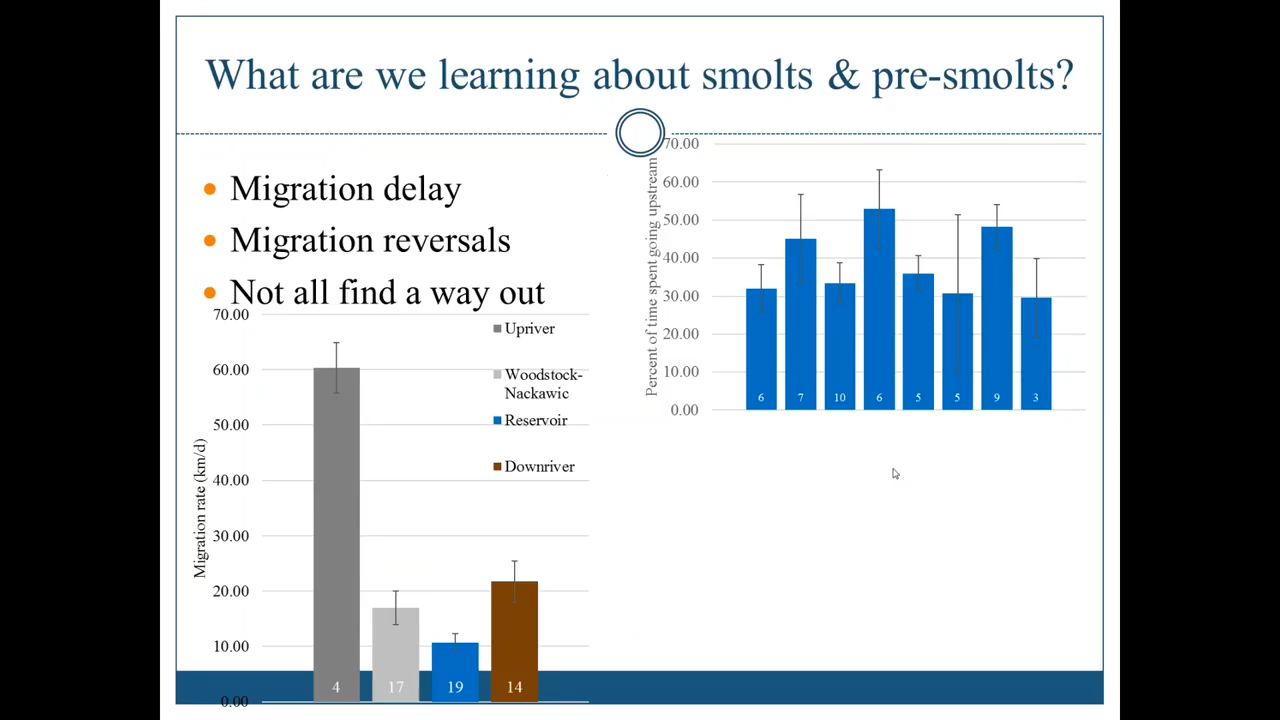 What are we learning about smolts & pre-smolts?
Migration delay
Migration reversals
Not all find a way out
70.00
60.00
50.00
40.00
30.00
20.00
10.00
0.00
Migration rate (km/d)
Upriver
Woodstock-
Nackawic
Reservoir
Downriver
4 17 19 14
70.00
60.00
50.00
40.00
30.00
20.00
10.00
0.00
Percent of time spent going upstream
6 7 10 6 5 5 9 3